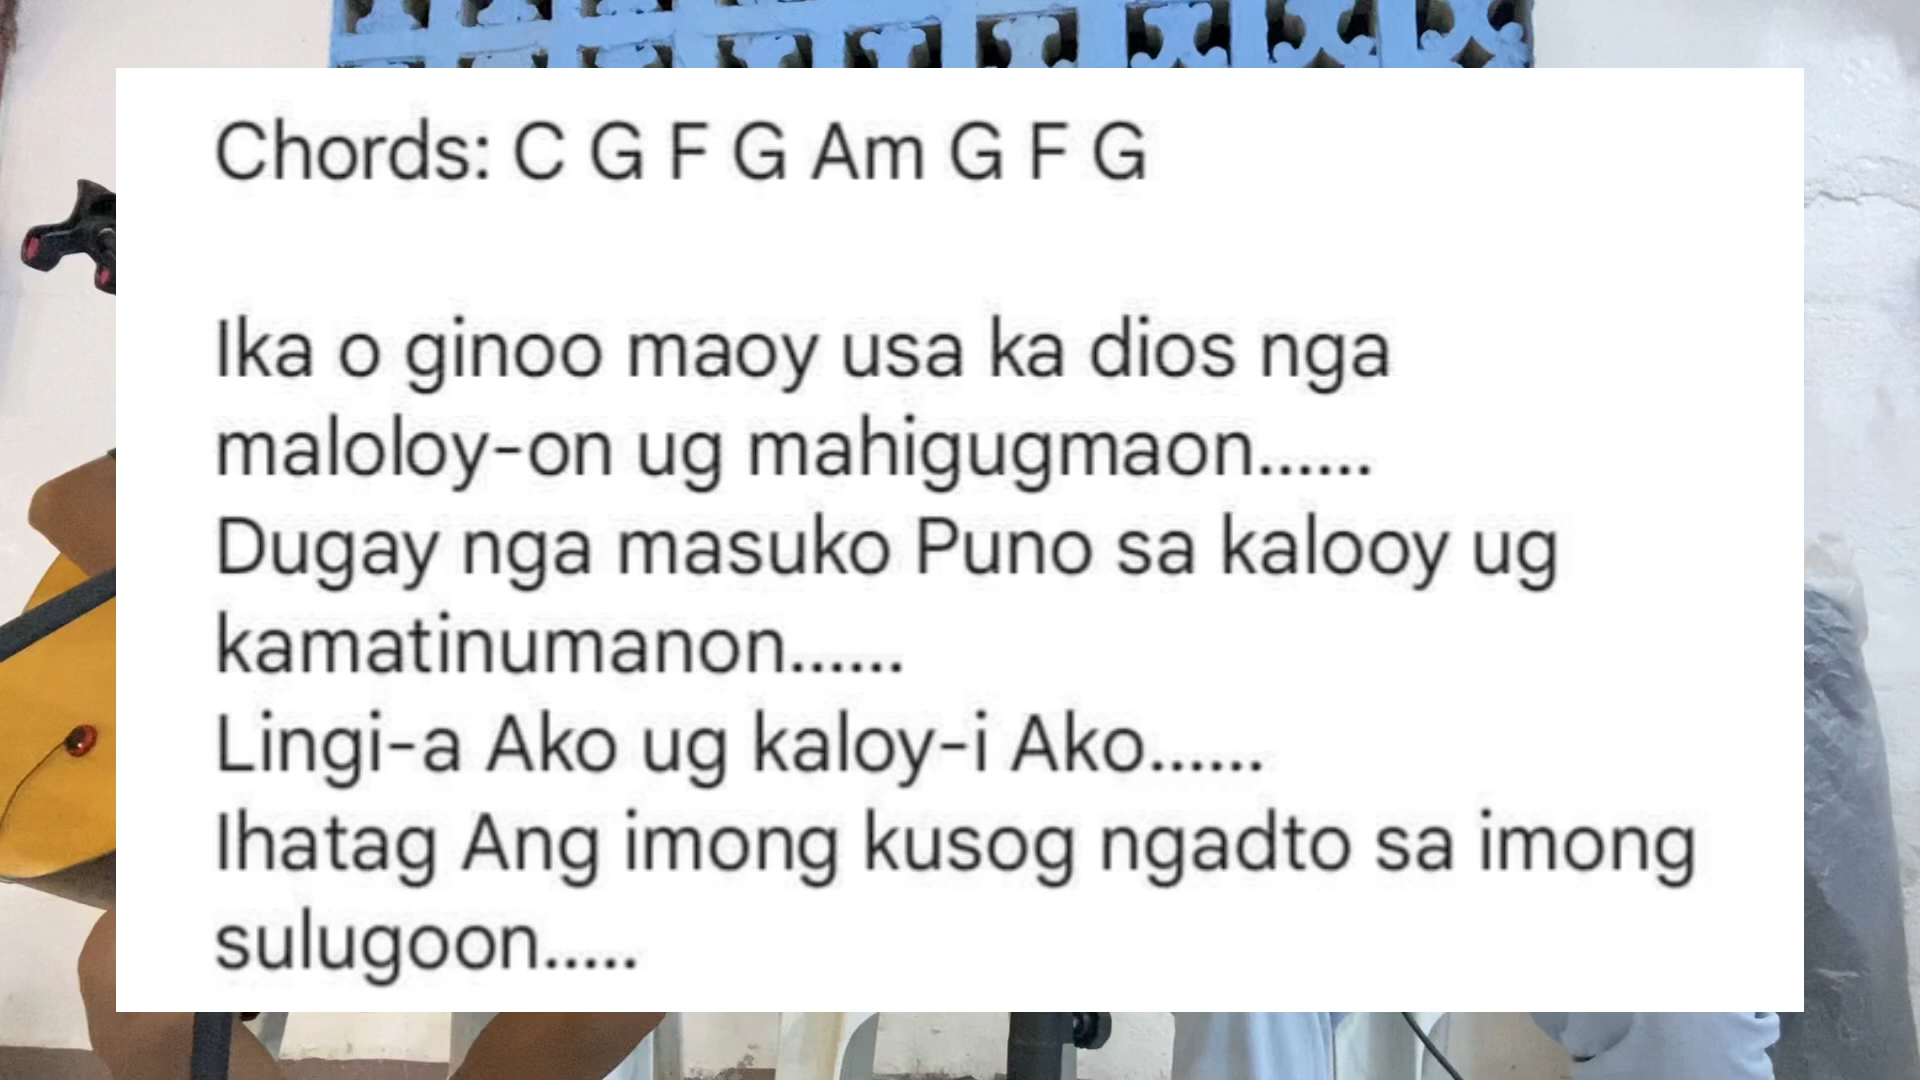 Chords: C G F G Am G F G
Ika o ginoo maoy usa ka dios nga
maloloy-on ug mahigugmaon......
Dugay nga masuko Puno sa kalooy ug
kamatinumanon......
Lingi-a Ako ug kaloy-i Ako......
Ihatag Ang imong kusog ngadto sa imong
sulugoon.....